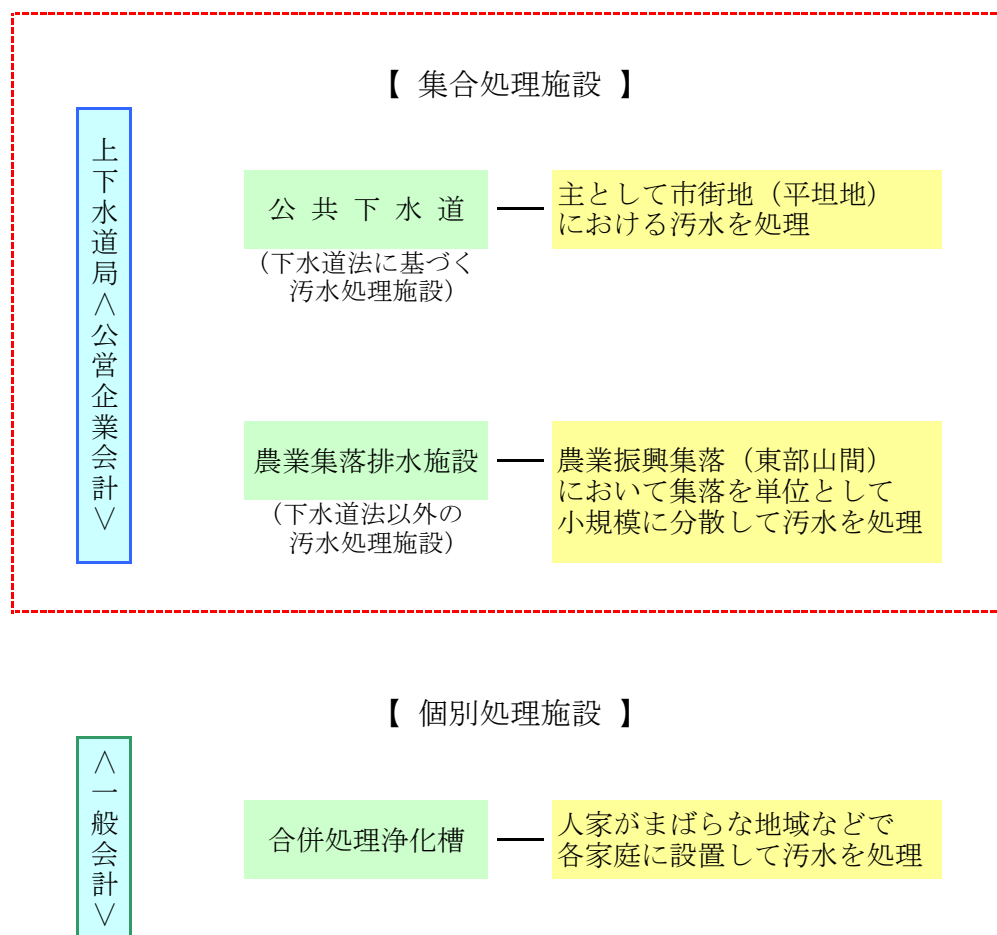 【 集合処理施設 】
上下水道局＜公営企業会計＞
公 共 下 水 道
（下水道法に基づく
汚水処理施設）
主として市街地（平坦地）
における汚水を処理
農業集落排水施設
（下水道法以外の
汚水処理施設）
農業振興集落（東部山間）
において集落を単位として
小規模に分散して汚水を処理
【 個別処理施設 】
＜一般会計＞
合併処理浄化槽
人家がまばらな地域などで
各家庭に設置して汚水を処理